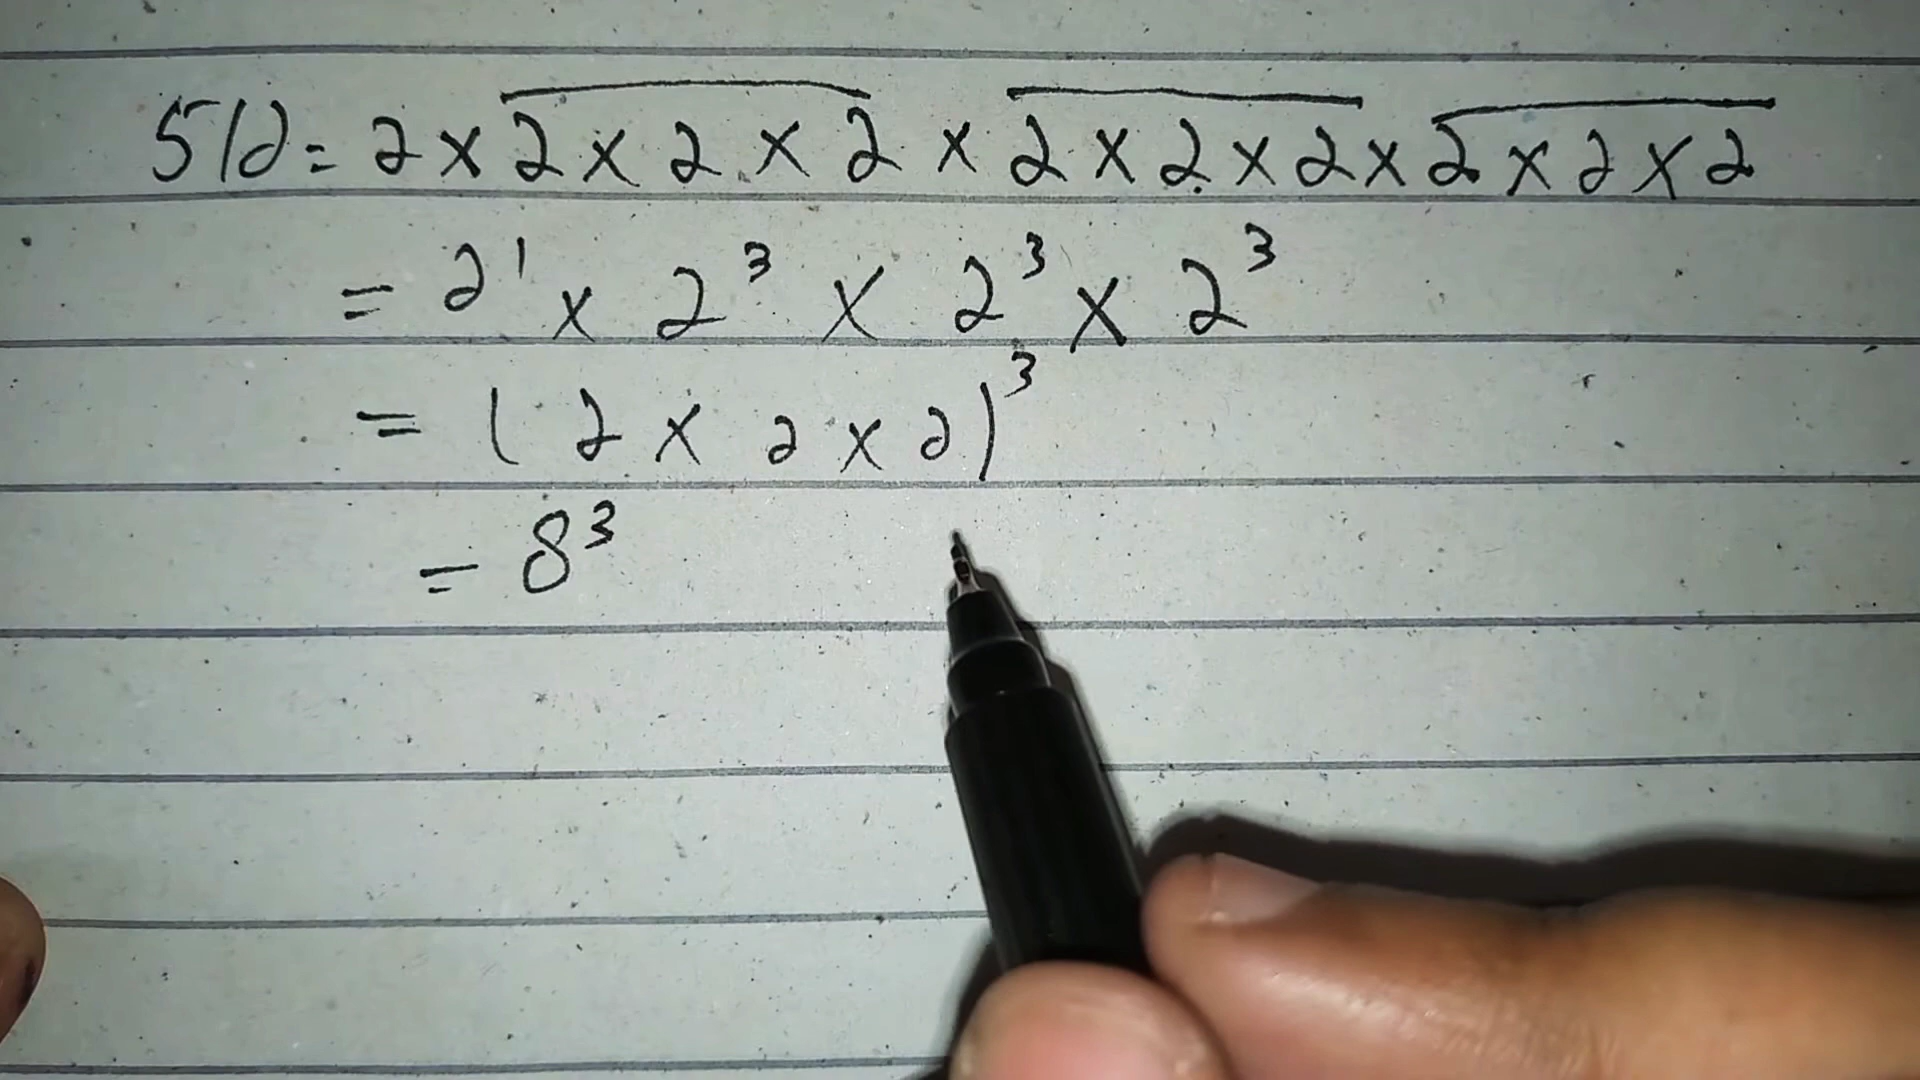 512 = 2 × 2 × 2 × 2 × 2 × 2 × 2 × 2 × 2 × 2
= 2¹ × 2³ × 2³ × 2³
= (2 × 2 × 2)³
= 8³